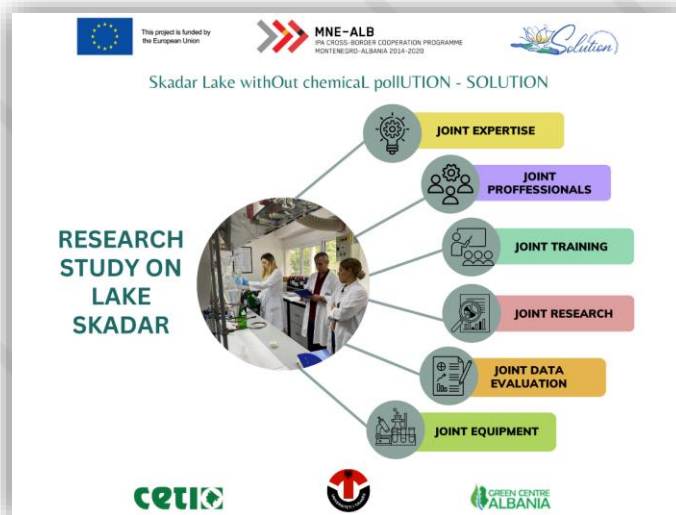 This project is funded by
the European Union
MNE-ALB
IPA CROSS-BORDER COOPERATION PROGRAMME
MONTENEGRO-ALBANIA 2014-2020
Solution
Skadar Lake withOut chemicaL pollUTION - SOLUTION
RESEARCH
STUDY ON
LAKE
SKADAR
JOINT EXPERTISE
JOINT
PROFFESSIONALS
JOINT TRAINING
JOINT RESEARCH
JOINT DATA
EVALUATION
JOINT EQUIPMENT
CETI
GREEN CENTRE
ALBANIA